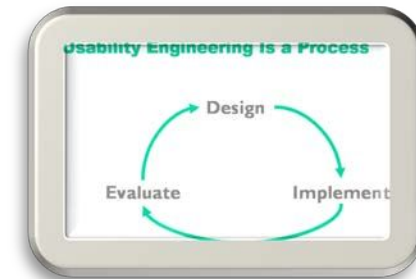 Usability Engineering Is a Process
Design
Evaluate
Implement